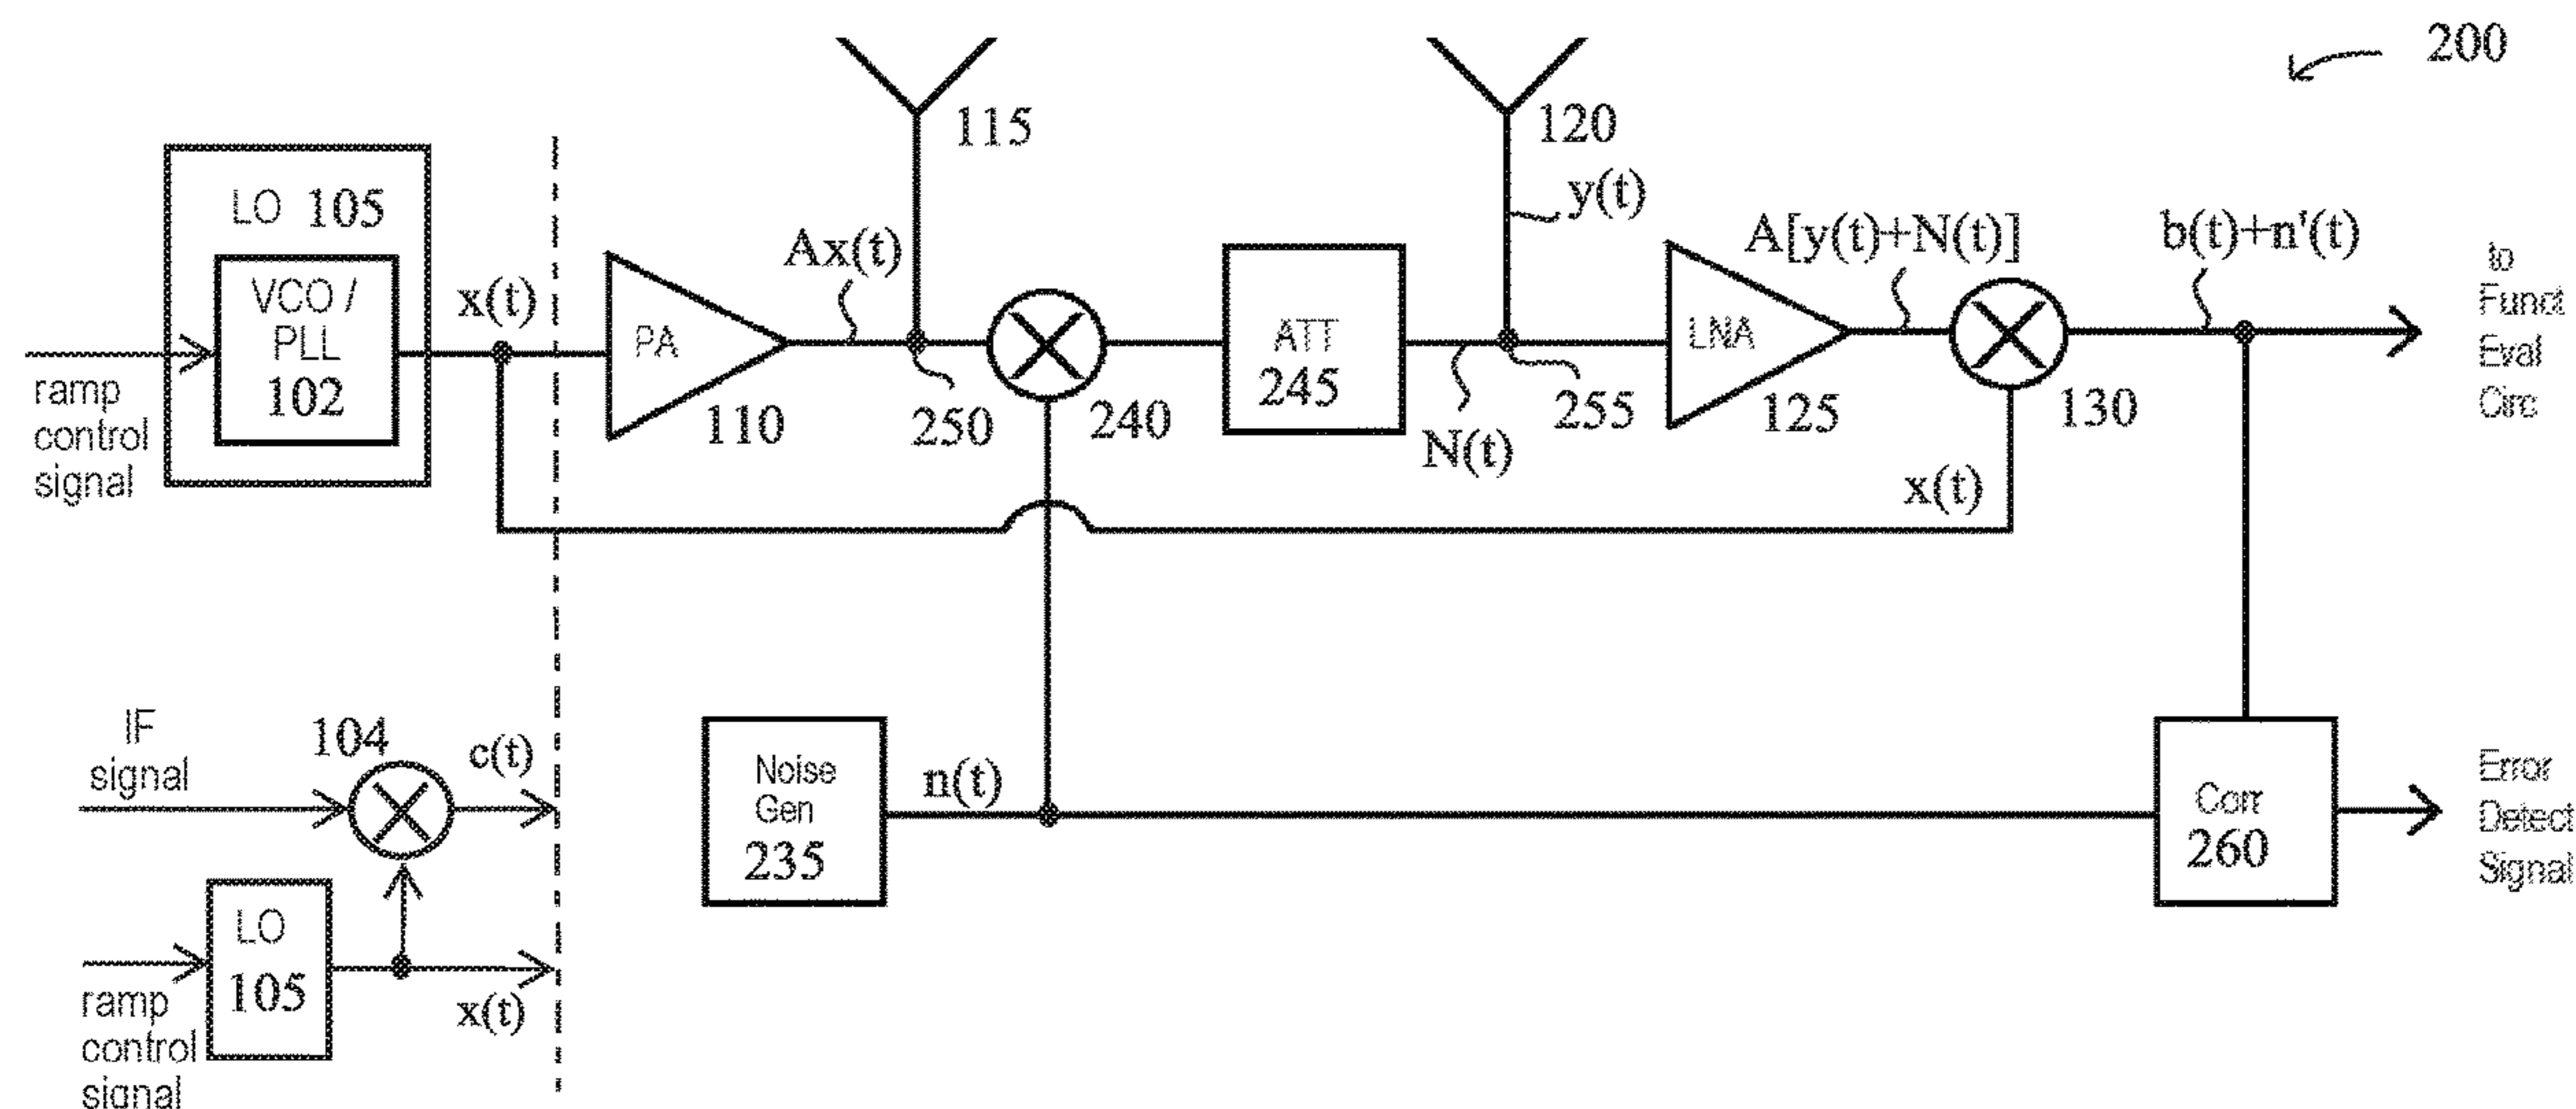 200
115
120
y(t)
LO 105
VCO /
PLL
102
x(t)
ramp
control
signal
PA
110
Ax(t)
250
240
ATT
245
N(t)
255
LNA
125
A[y(t)+N(t)]
130
x(t)
b(t)+n'(t)
to
Funct
Eval
Circ
IF
signal
104
c(t)
LO
105
ramp
control
signal
x(t)
Noise
Gen
235
n(t)
Corr
260
Error
Detect
Signal